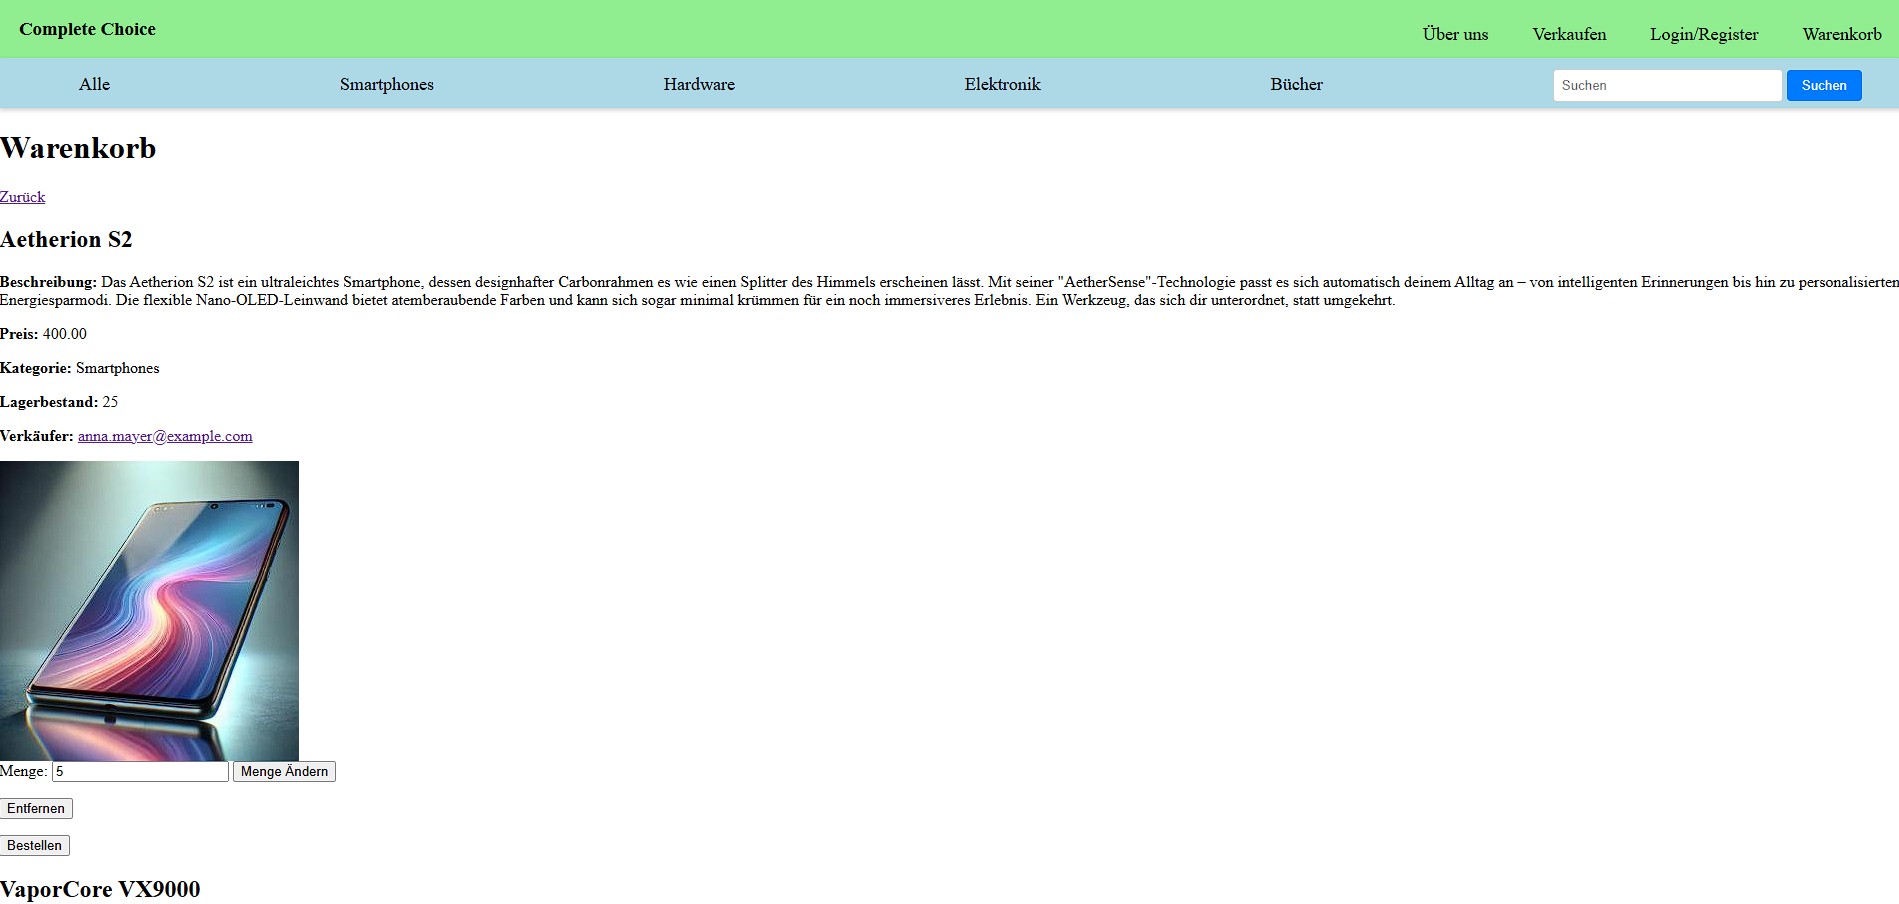 Complete Choice
Über uns Verkaufen Login/Register Warenkorb
Alle Smartphones Hardware Elektronik Bücher Suchen Suchen
Warenkorb
Zurück
Aetherion S2
Beschreibung: Das Aetherion S2 ist ein ultraleichtes Smartphone, dessen designhafter Carbonrahmen es wie einen Splitter des Himmels erscheinen lässt. Mit seiner "AetherSense"-Technologie passt es sich automatisch deinem Alltag an – von intelligenten Erinnerungen bis hin zu personalisierten
Energiesparmodi. Die flexible Nano-OLED-Leinwand bietet atemberaubende Farben und kann sich sogar minimal krümmen für ein noch immersiveres Erlebnis. Ein Werkzeug, das sich dir unterordnet, statt umgekehrt.
Preis: 400.00
Kategorie: Smartphones
Lagerbestand: 25
Verkäufer: anna.mayer@example.com
Menge: 5 Menge Ändern
Entfernen
Bestellen
VaporCore VX9000